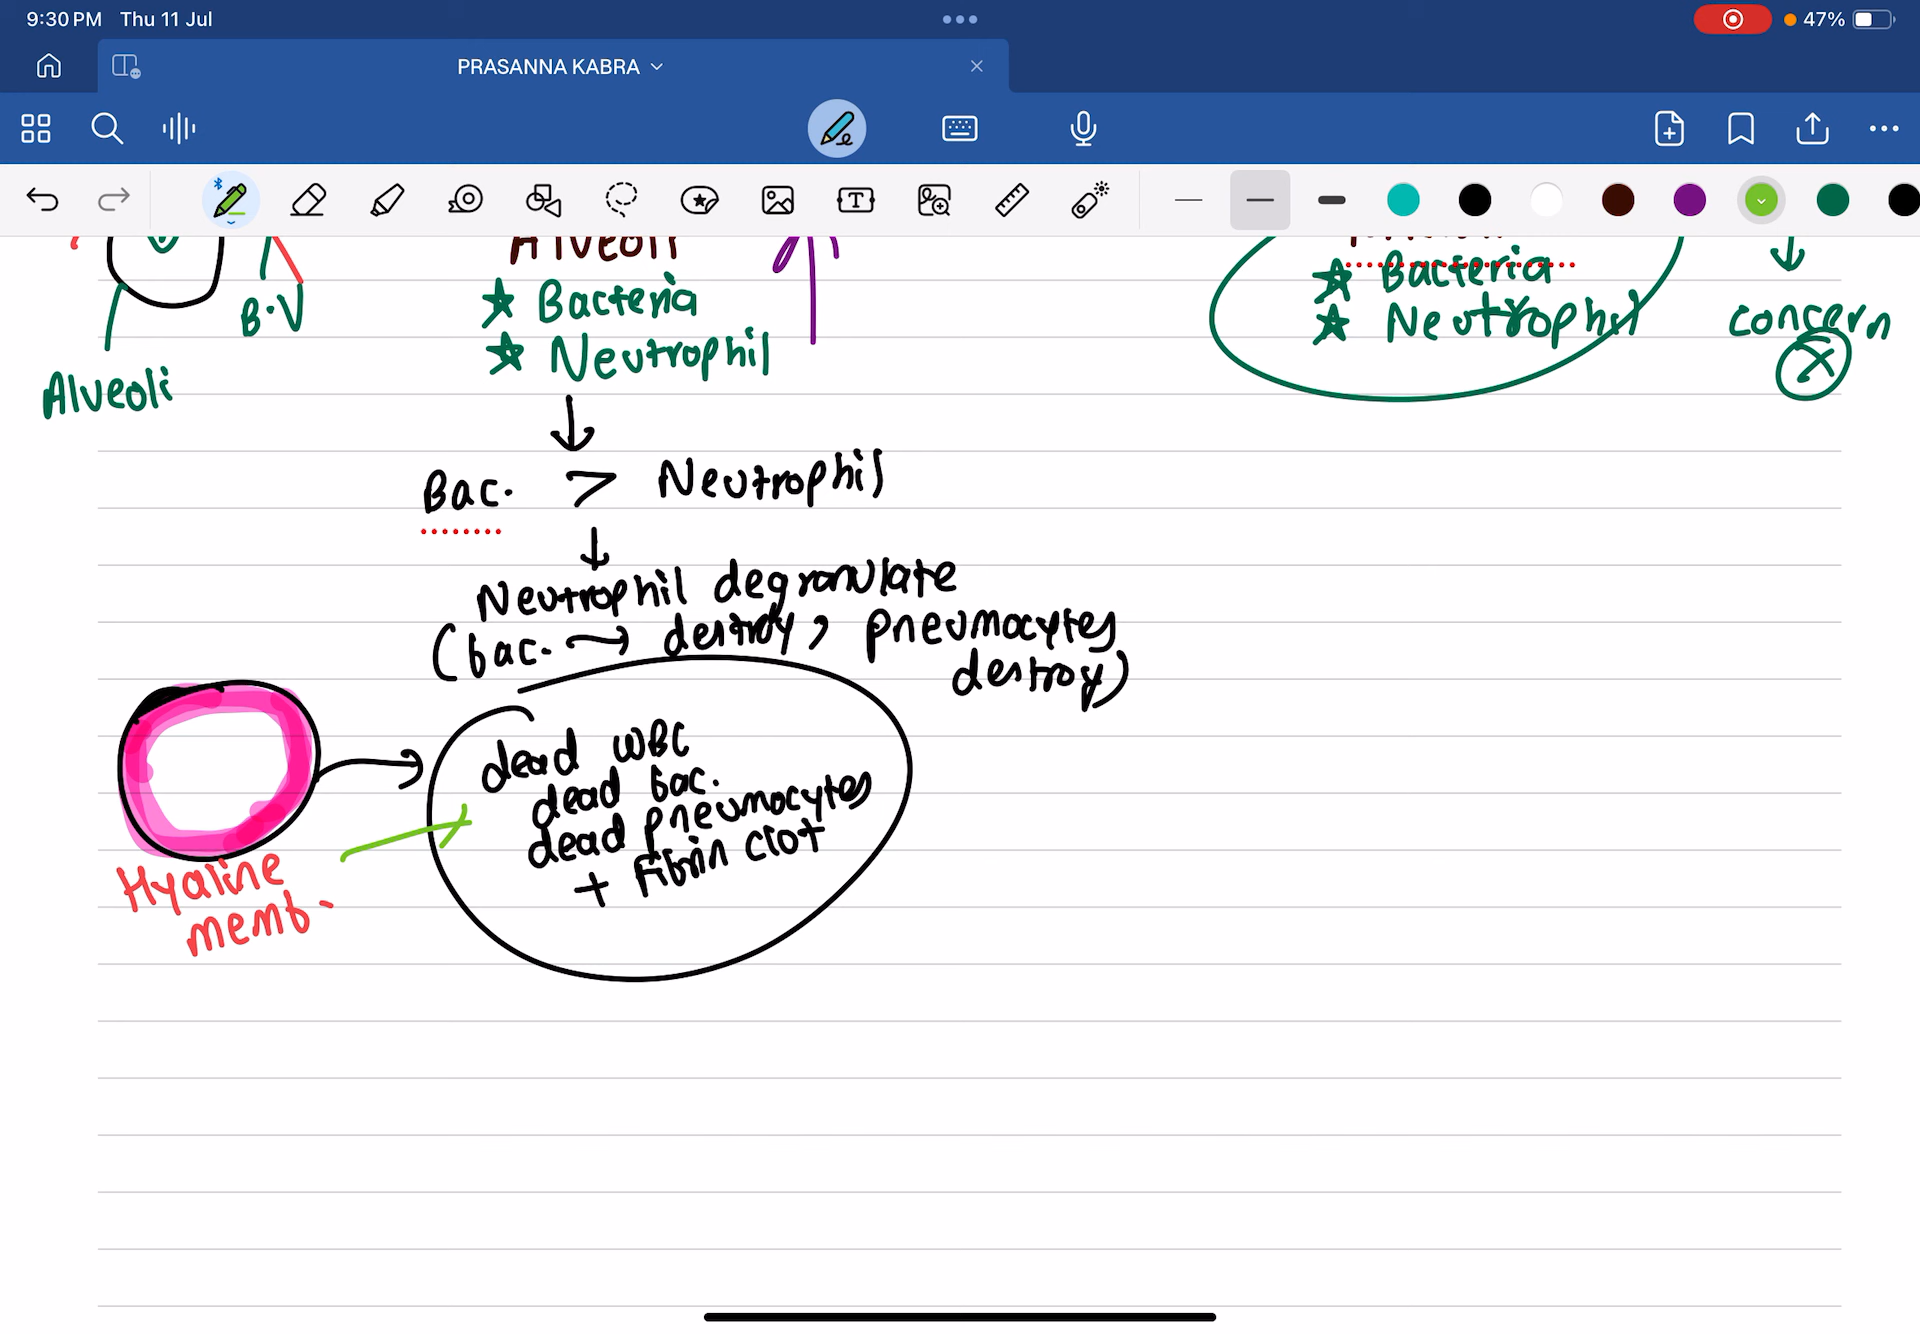 9:30 PM Thu 11 Jul
47%
PRASANNA KABRA
Alveoli
Bacteria
Neutrophil
B.V
Alveoli
Bacteria
Neutrophil
concern
Bac. > Neutrophil
Neutrophil degranulate
(bac. → destroy, pneumocytes
destroy)
dead WBC
dead bac.
dead pneumocytes
+ Fibrin clot
Hyaline
memb.